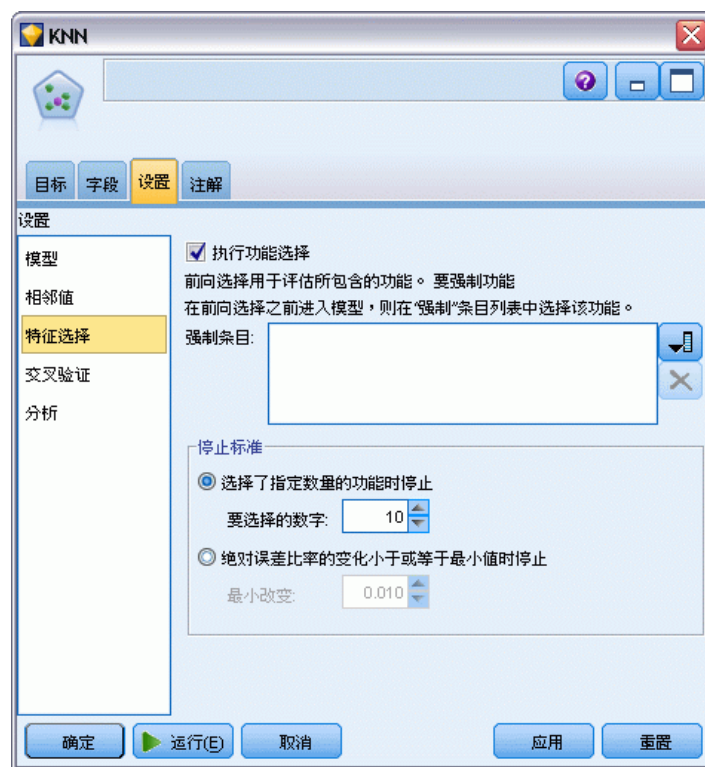 KNN
目标 字段 设置 注解
设置
模型
相邻值
特征选择
交叉验证
分析
执行功能选择
前向选择用于评估所包含的功能。 要强制功能
在前向选择之前进入模型,则在“强制”条目列表中选择该功能。
强制条目:
停止标准
选择了指定数量的功能时停止
要选择的数字: 10
绝对误差比率的变化小于或等于最小值时停止
最小改变: 0.010
确定 运行(E) 取消 应用 重置